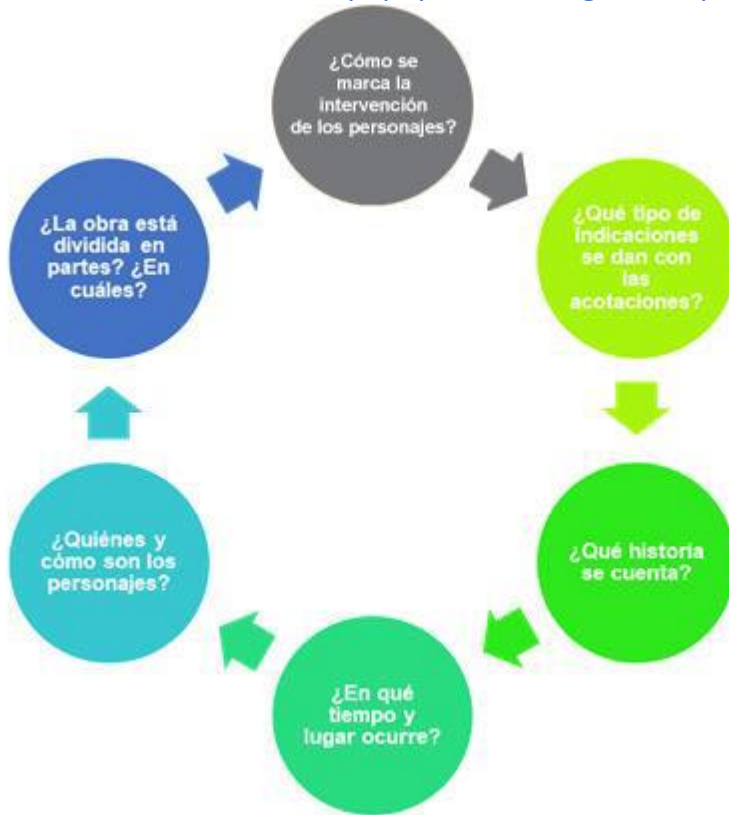 ¿Cómo se
marca la
intervención
de los personajes?
¿Qué tipo de
indicaciones
se dan con
las
acotaciones?
¿Qué historia
se cuenta?
¿En qué
tiempo y
lugar ocurre?
¿Quiénes y
cómo son los
personajes?
¿La obra está
dividida en
partes? ¿En
cuáles?